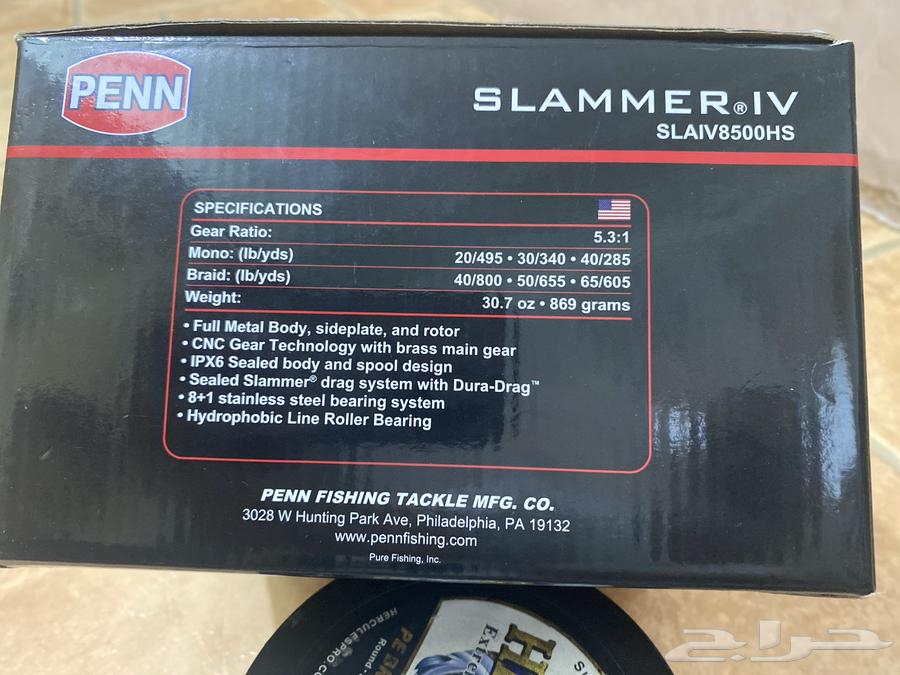 PENN
SLAMMER® IV
SLAIV8500HS
SPECIFICATIONS
Gear Ratio: 5.3:1
Mono: (lb/yds) 20/495 • 30/340 • 40/285
Braid: (lb/yds) 40/800 • 50/655 • 65/605
Weight: 30.7 oz • 869 grams
• Full Metal Body, sideplate, and rotor
• CNC Gear Technology with brass main gear
• IPX6 Sealed body and spool design
• Sealed Slammer® drag system with Dura-Drag™
• 8+1 stainless steel bearing system
• Hydrophobic Line Roller Bearing
PENN FISHING TACKLE MFG. CO.
3028 W Hunting Park Ave, Philadelphia, PA 19132
www.pennfishing.com
Pure Fishing, Inc.
HERCULESPRO.CO
Round
PE
حراج